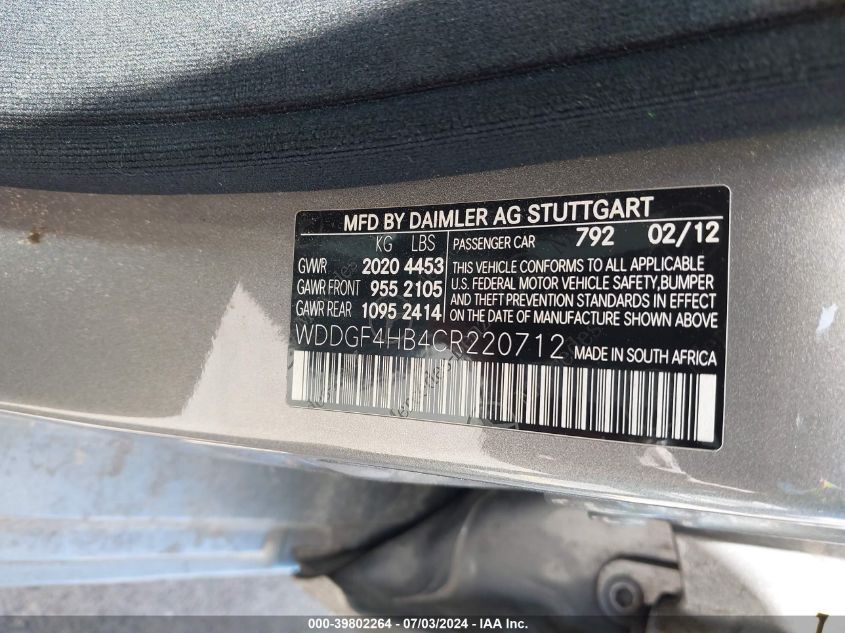 MFD BY DAIMLER AG STUTTGART
KG LBS PASSENGER CAR 792 02/12
GWWR 2020 4453
GAWR FRONT 955 2105
GAWR REAR 1095 2414
THIS VEHICLE CONFORMS TO ALL APPLICABLE
U.S. FEDERAL MOTOR VEHICLE SAFETY,BUMPER
AND THEFT PREVENTION STANDARDS IN EFFECT
ON THE DATE OF MANUFACTURE SHOWN ABOVE
WDDGF4HB4CR220712 MADE IN SOUTH AFRICA
000-39802264 - 07/03/2024 - IAA Inc.